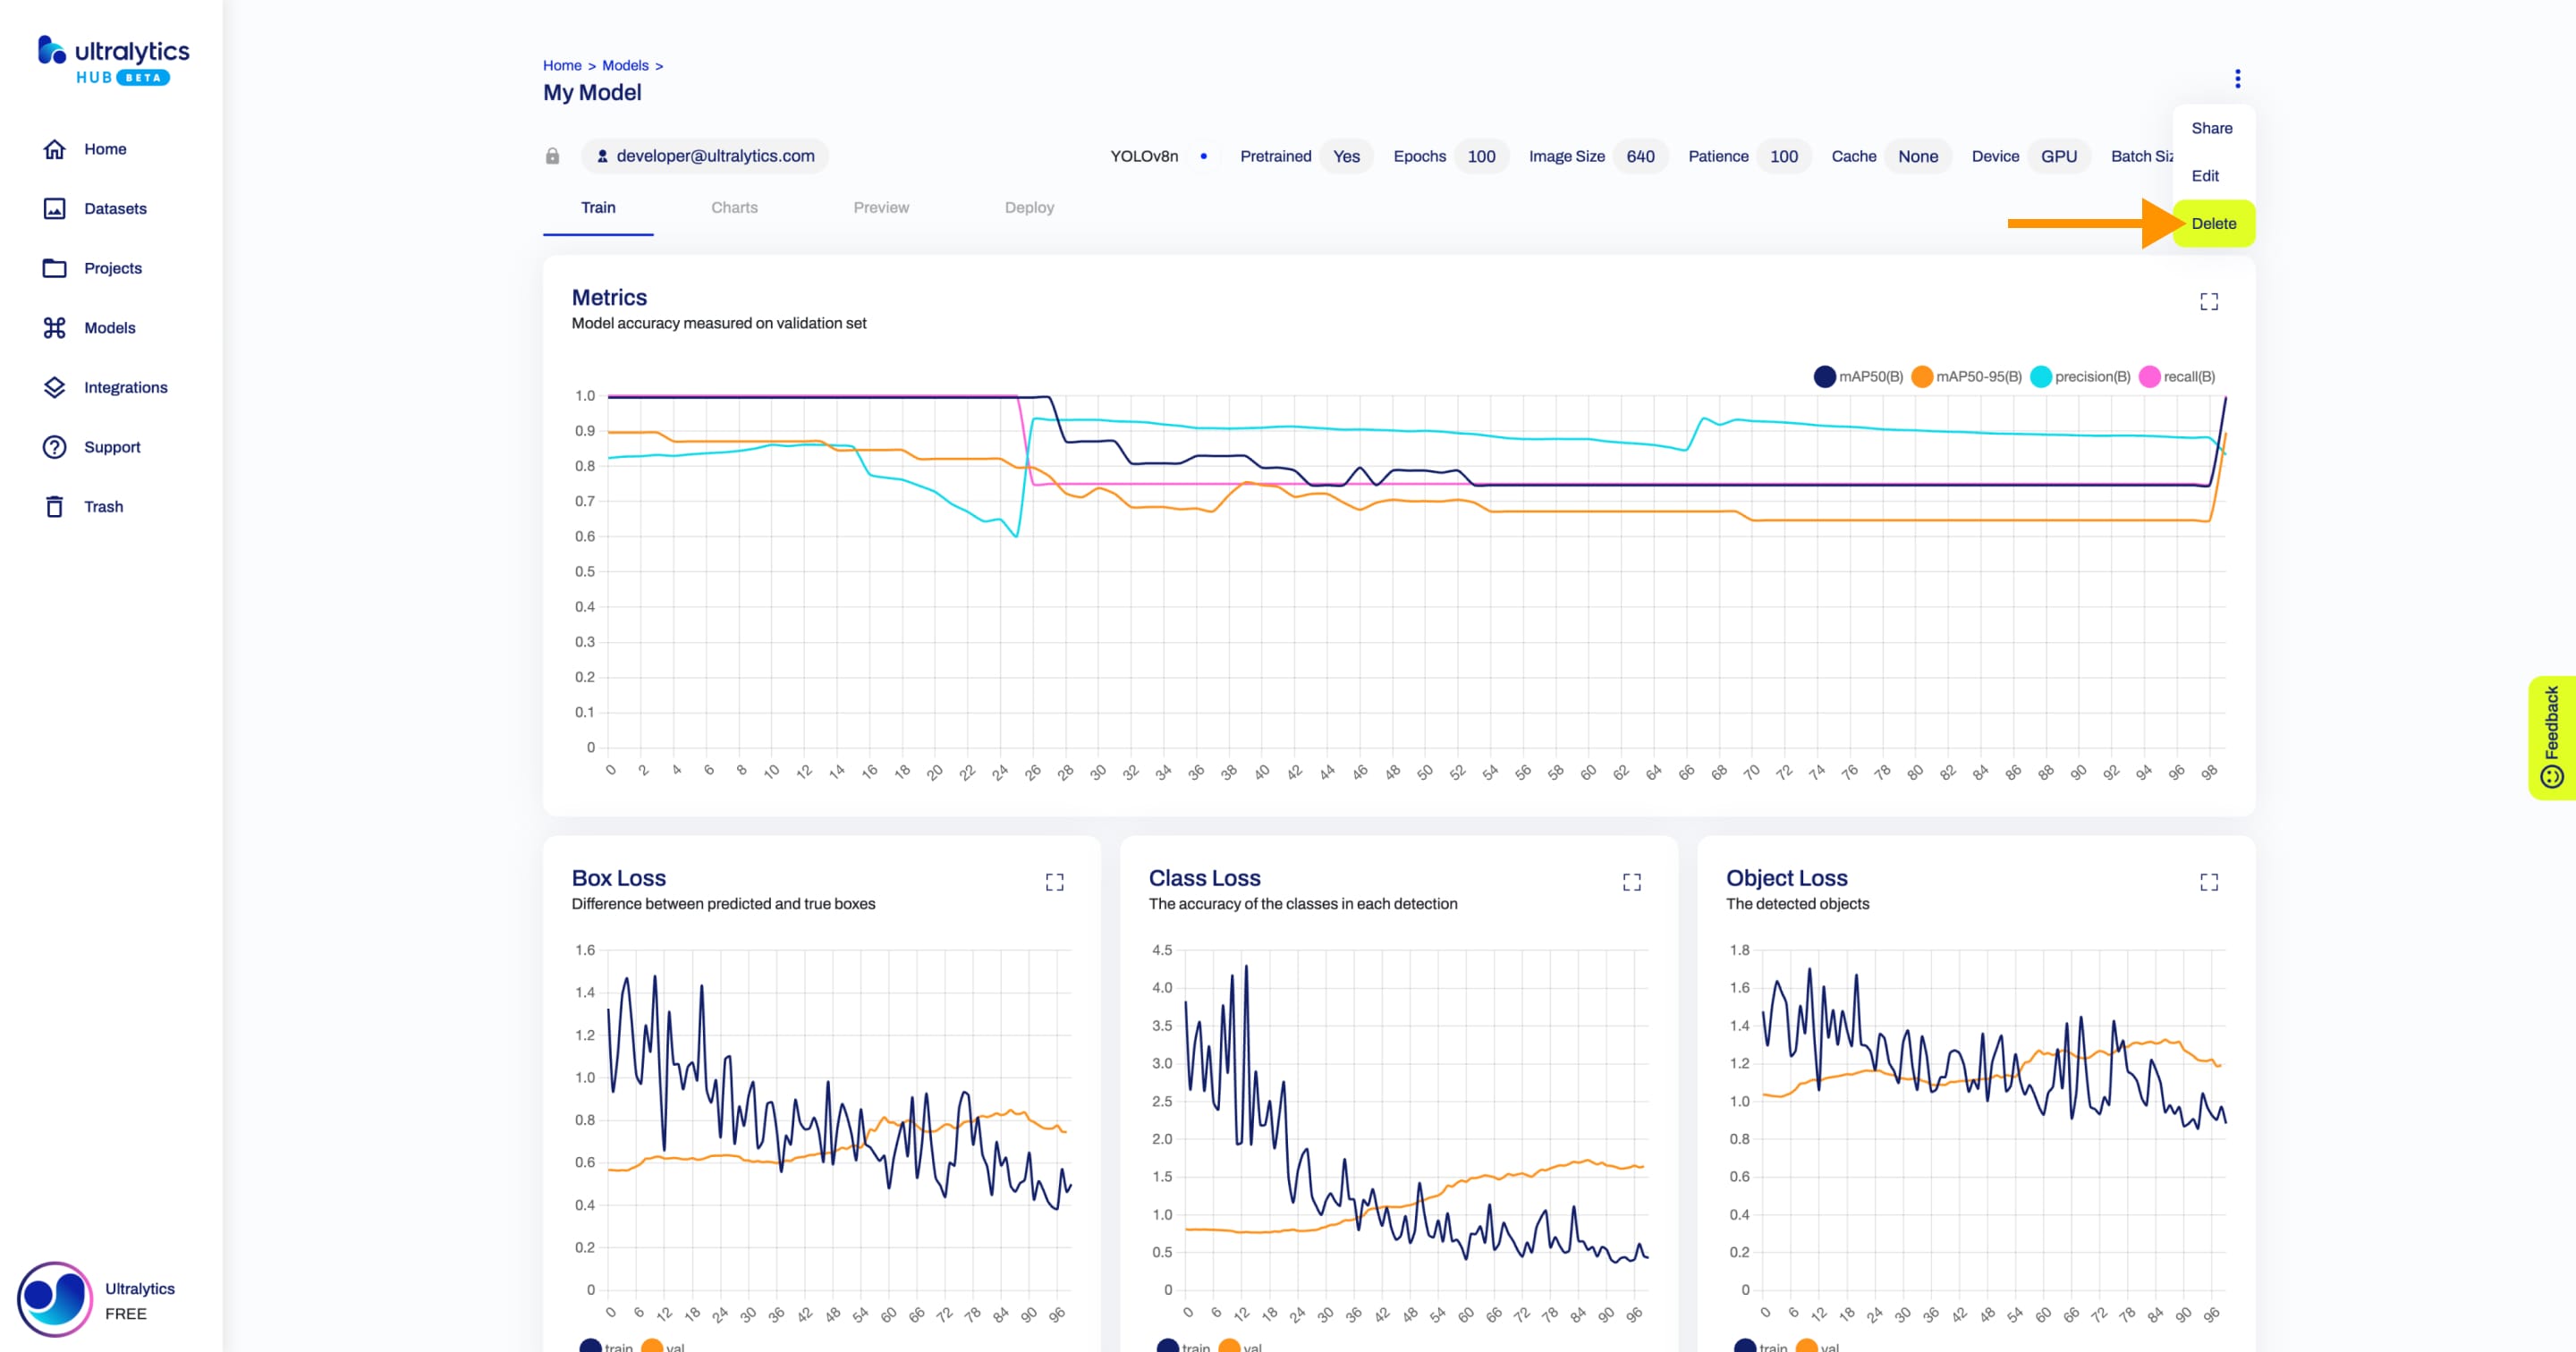 ultralytics
HUB BETA
Home
Datasets
Projects
Models
Integrations
Support
Trash
Ultralytics
FREE
Home > Models >
My Model
developer@ultralytics.com
YOLOv8n Pretrained Yes Epochs 100 Image Size 640 Patience 100 Cache None Device GPU Batch Siz
Share
Edit
Delete
Train Charts Preview Deploy
Metrics
Model accuracy measured on validation set
mAP50(B) mAP50-95(B) precision(B) recall(B)
1.0
0.9
0.8
0.7
0.6
0.5
0.4
0.3
0.2
0.1
0
0 2 4 6 8 10 12 14 16 18 20 22 24 26 28 30 32 34 36 38 40 42 44 46 48 50 52 54 56 58 60 62 64 66 68 70 72 74 76 78 80 82 84 86 88 90 92 94 96 98
Feedback
Box Loss
Difference between predicted and true boxes
1.6
1.4
1.2
1.0
0.8
0.6
0.4
0.2
0
0 6 12 18 24 30 36 42 48 54 60 66 72 78 84 90 96
train val
Class Loss
The accuracy of the classes in each detection
4.5
4.0
3.5
3.0
2.5
2.0
1.5
1.0
0.5
0
0 6 12 18 24 30 36 42 48 54 60 66 72 78 84 90 96
train val
Object Loss
The detected objects
1.8
1.6
1.4
1.2
1.0
0.8
0.6
0.4
0.2
0
0 6 12 18 24 30 36 42 48 54 60 66 72 78 84 90 96
train val